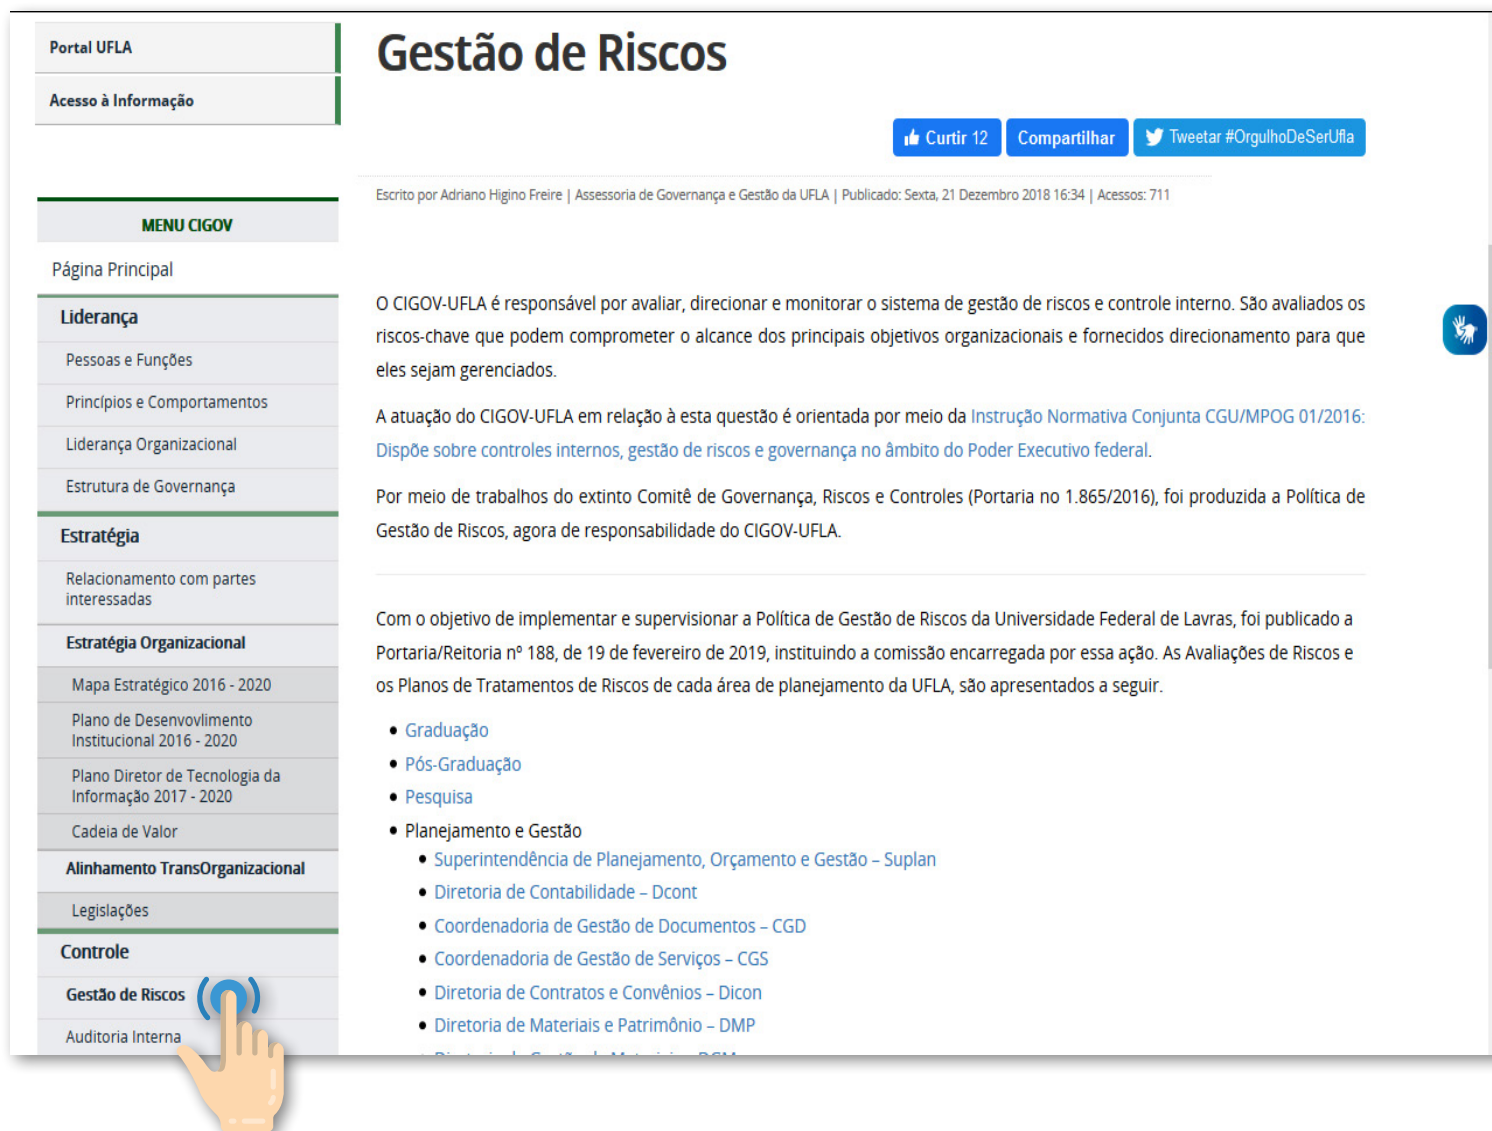 Portal UFLA
Acesso à Informação
MENU CIGOV
Página Principal
Liderança
Pessoas e Funções
Princípios e Comportamentos
Liderança Organizacional
Estrutura de Governança
Estratégia
Relacionamento com partes
interessadas
Estratégia Organizacional
Mapa Estratégico 2016 - 2020
Plano de Desenvovlimento
Institucional 2016 - 2020
Plano Diretor de Tecnologia da
Informação 2017 - 2020
Cadeia de Valor
Alinhamento TransOrganizacional
Legislações
Controle
Gestão de Riscos
Auditoria Interna
Gestão de Riscos
Curtir 12
Compartilhar
Tweetar #OrgulhoDeSerUfla
Escrito por Adriano Higino Freire | Assessoria de Governança e Gestão da UFLA | Publicado: Sexta, 21 Dezembro 2018 16:34 | Acessos: 711
O CIGOV-UFLA é responsável por avaliar, direcionar e monitorar o sistema de gestão de riscos e controle interno. São avaliados os
riscos-chave que podem comprometer o alcance dos principais objetivos organizacionais e fornecidos direcionamento para que
eles sejam gerenciados.
A atuação do CIGOV-UFLA em relação à esta questão é orientada por meio da Instrução Normativa Conjunta CGU/MPOG 01/2016:
Dispõe sobre controles internos, gestão de riscos e governança no âmbito do Poder Executivo federal.
Por meio de trabalhos do extinto Comitê de Governança, Riscos e Controles (Portaria no 1.865/2016), foi produzida a Política de
Gestão de Riscos, agora de responsabilidade do CIGOV-UFLA.
Com o objetivo de implementar e supervisionar a Política de Gestão de Riscos da Universidade Federal de Lavras, foi publicado a
Portaria/Reitoria nº 188, de 19 de fevereiro de 2019, instituindo a comissão encarregada por essa ação. As Avaliações de Riscos e
os Planos de Tratamentos de Riscos de cada área de planejamento da UFLA, são apresentados a seguir.
• Graduação
• Pós-Graduação
• Pesquisa
• Planejamento e Gestão
• Superintendência de Planejamento, Orçamento e Gestão – Suplan
• Diretoria de Contabilidade – Dcont
• Coordenadoria de Gestão de Documentos – CGD
• Coordenadoria de Gestão de Serviços – CGS
• Diretoria de Contratos e Convênios – Dicon
• Diretoria de Materiais e Patrimônio – DMP